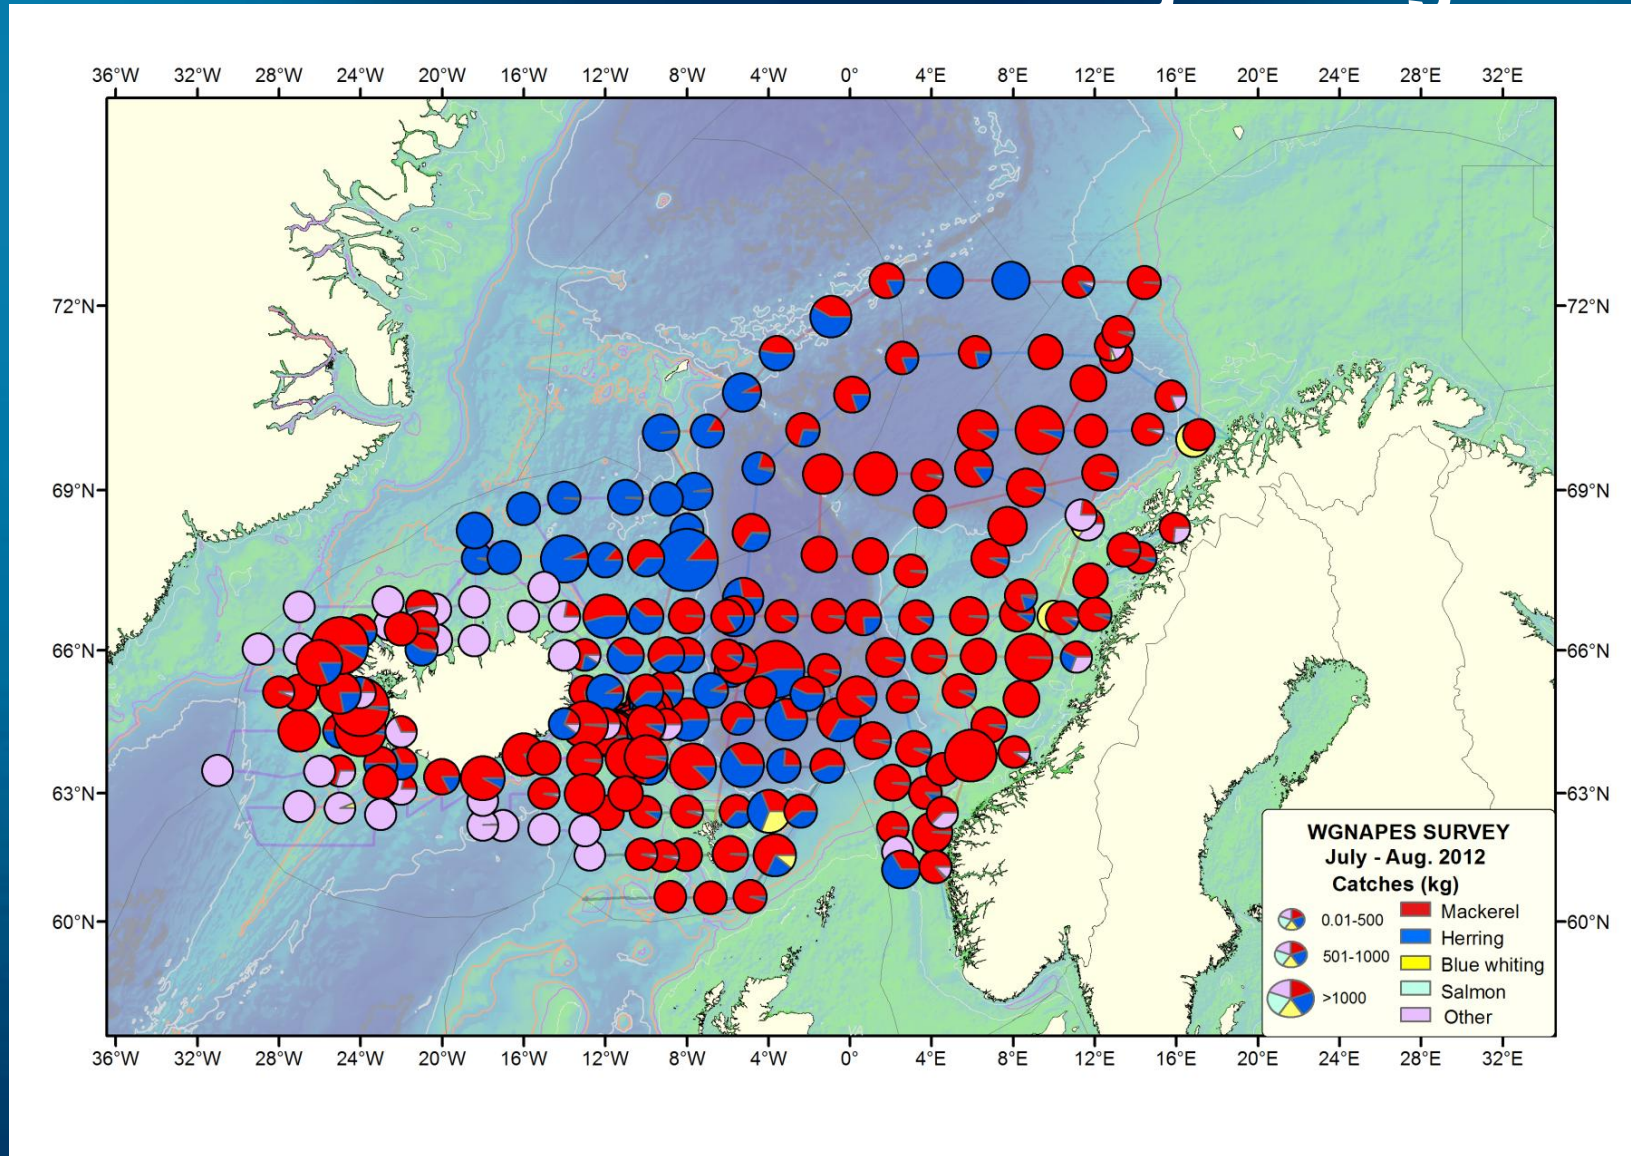 36°W 32°W 28°W 24°W 20°W 16°W 12°W 8°W 4°W 0° 4°E 8°E 12°E 16°E 20°E 24°E 28°E 32°E
72°N 72°N
69°N 69°N
66°N 66°N
63°N 63°N
60°N 60°N
WGNAPES SURVEY
July - Aug. 2012
Catches (kg)
0.01-500
501-1000
>1000
Mackerel
Herring
Blue whiting
Salmon
Other
36°W 32°W 28°W 24°W 20°W 16°W 12°W 8°W 4°W 0° 4°E 8°E 12°E 16°E 20°E 24°E 28°E 32°E